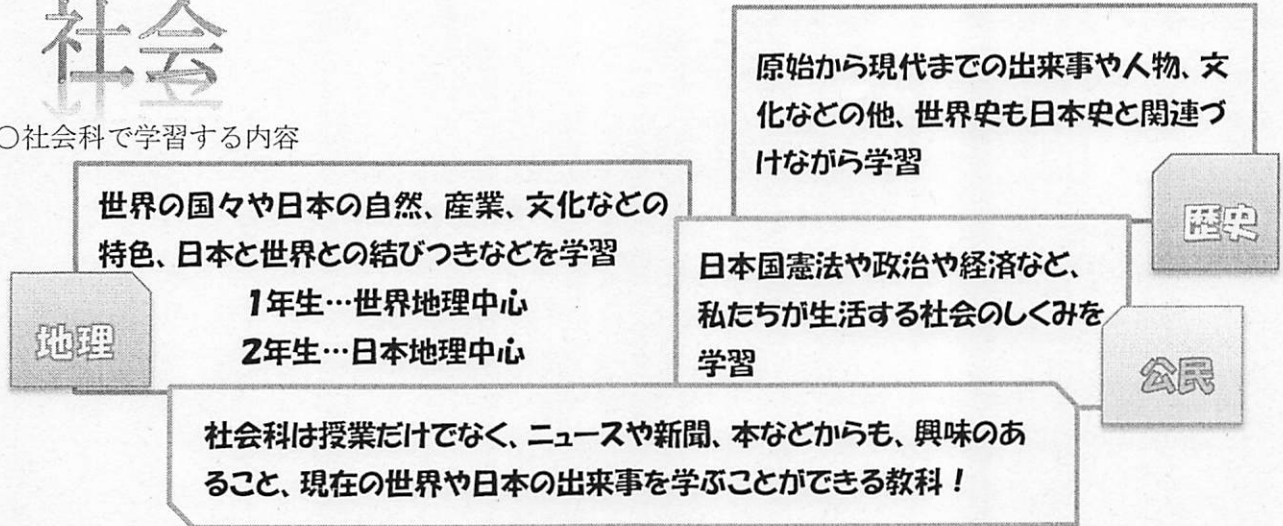 社会
○社会科で学習する内容
原始から現代までの出来事や人物、文
化などの他、世界史も日本史と関連づ
けながら学習
歴史
世界の国々や日本の自然、産業、文化などの
特色、日本と世界との結びつきなどを学習
1年生…世界地理中心
2年生…日本地理中心
地理
日本国憲法や政治や経済など、
私たちが生活する社会のしくみを
学習
公民
社会科は授業だけでなく、ニュースや新聞、本などからも、興味のあ
ること、現在の世界や日本の出来事を学ぶことができる教科！